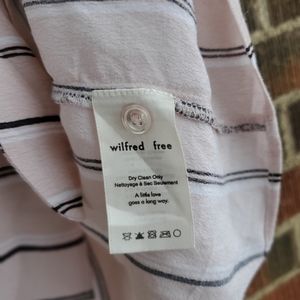 wilfred free
Dry Clean Only
Nettoyage à Sec Seulement
A little love
goes a long way.